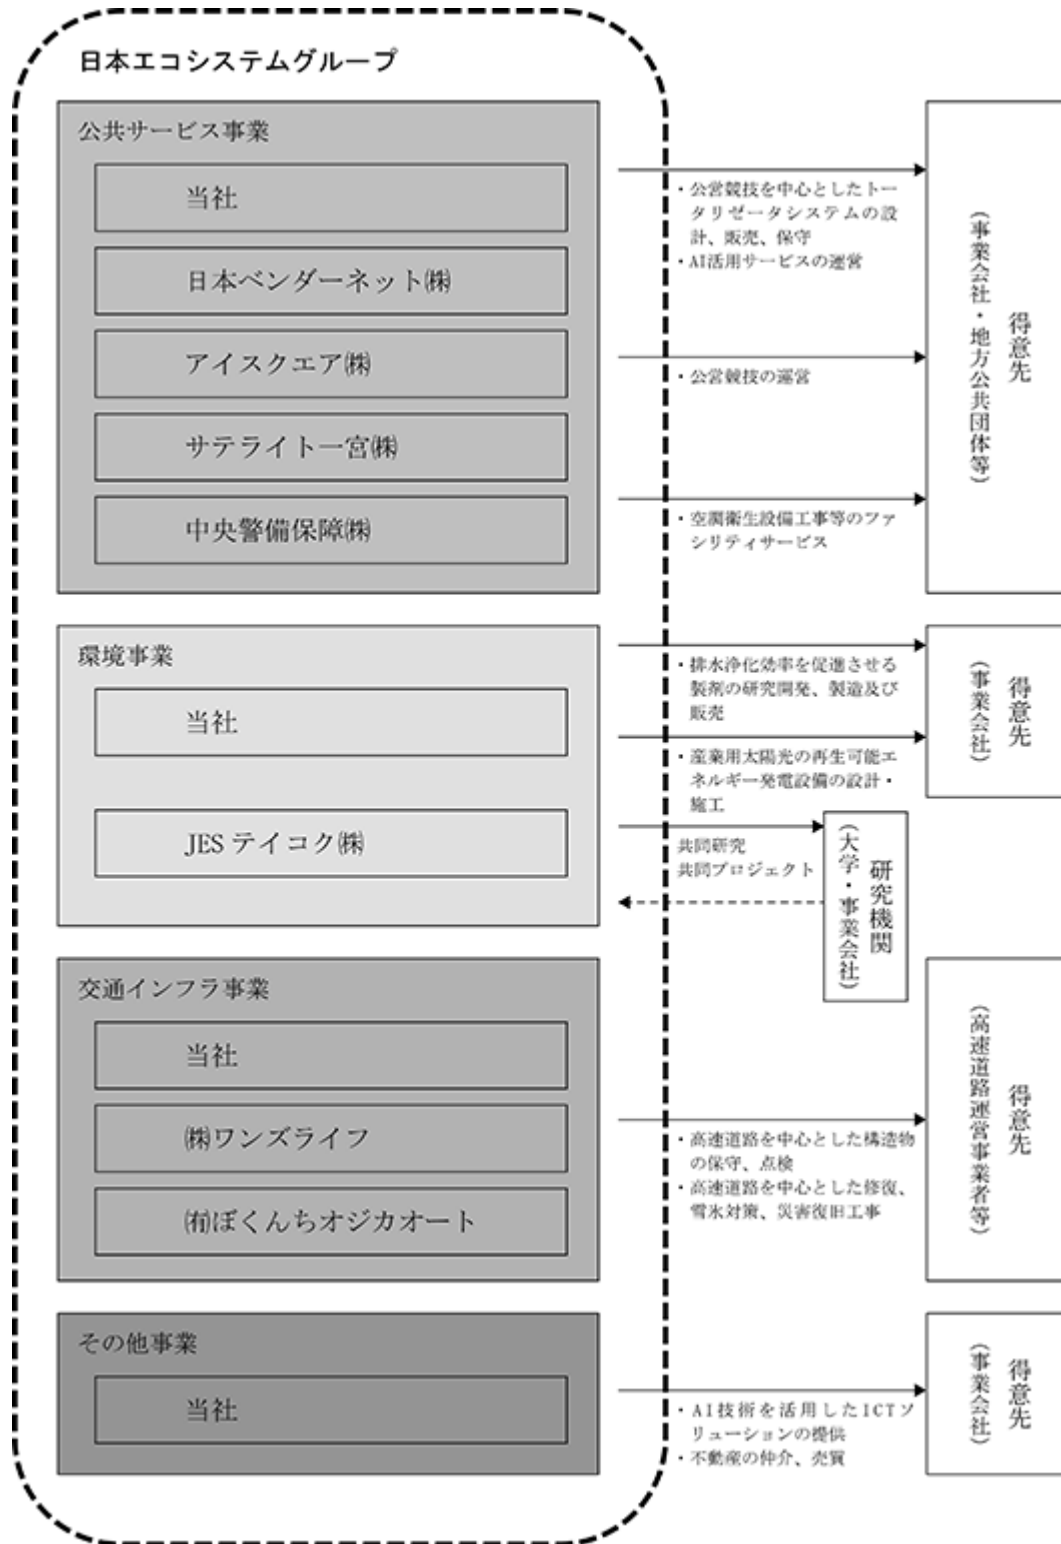 日本エコシステムグループ
公共サービス事業
当社
日本ベンダーネット㈱
アイスクエア㈱
サテライト一宮㈱
中央警備保障㈱
・公営競技を中心としたトー
タリゼータシステムの設
計、販売、保守
・AI活用サービスの運営
・公営競技の運営
・空調衛生設備工事等のファ
シリティサービス
得意先
(事業会社・地方公共団体等)
環境事業
当社
JES テイコク㈱
・排水浄化効率を促進させる
製剤の研究開発、製造及び
販売
・産業用太陽光の再生可能エ
ネルギー発電設備の設計・
施工
共同研究
共同プロジェクト
得意先
(事業会社)
研究機関
(大学・事業会社)
交通インフラ事業
当社
㈱ワンズライフ
㈲ぼくんちオジカオート
・高速道路を中心とした構造物
の保守、点検
・高速道路を中心とした修復、
雪氷対策、災害復旧工事
得意先
(高速道路運営事業者等)
その他事業
当社
・AI技術を活用したICTソ
リューションの提供
・不動産の仲介、売買
得意先
(事業会社)